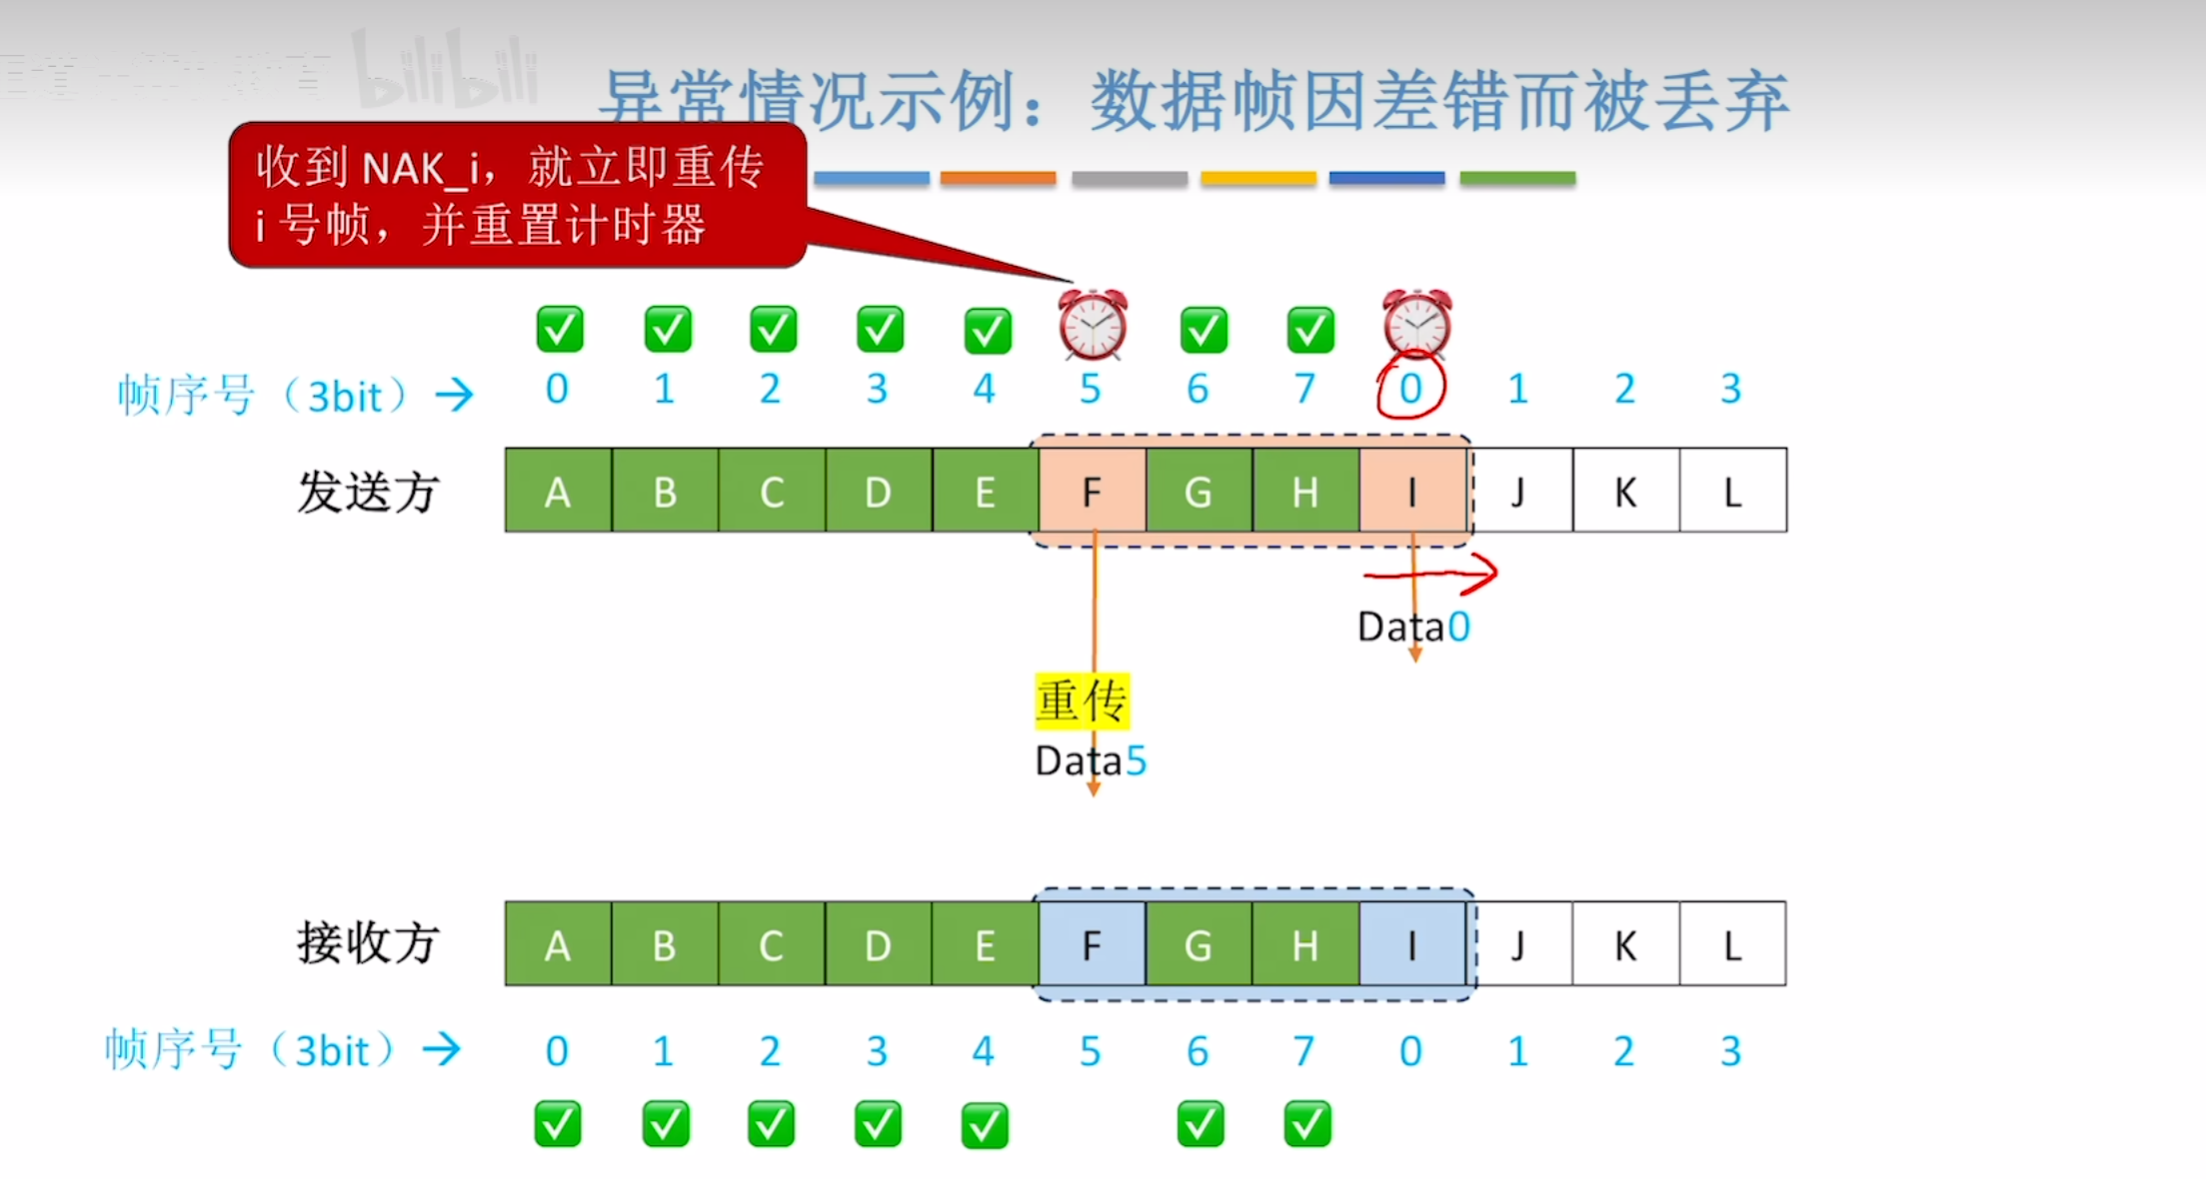 bilibili
异常情况示例：数据帧因差错而被丢弃
收到 NAK_i，就立即重传
i 号帧，并重置计时器
帧序号（3bit）→ 0 1 2 3 4 5 6 7 0 1 2 3
发送方 A B C D E F G H I J K L
Data0
重传
Data5
接收方 A B C D E F G H I J K L
帧序号（3bit）→ 0 1 2 3 4 5 6 7 0 1 2 3